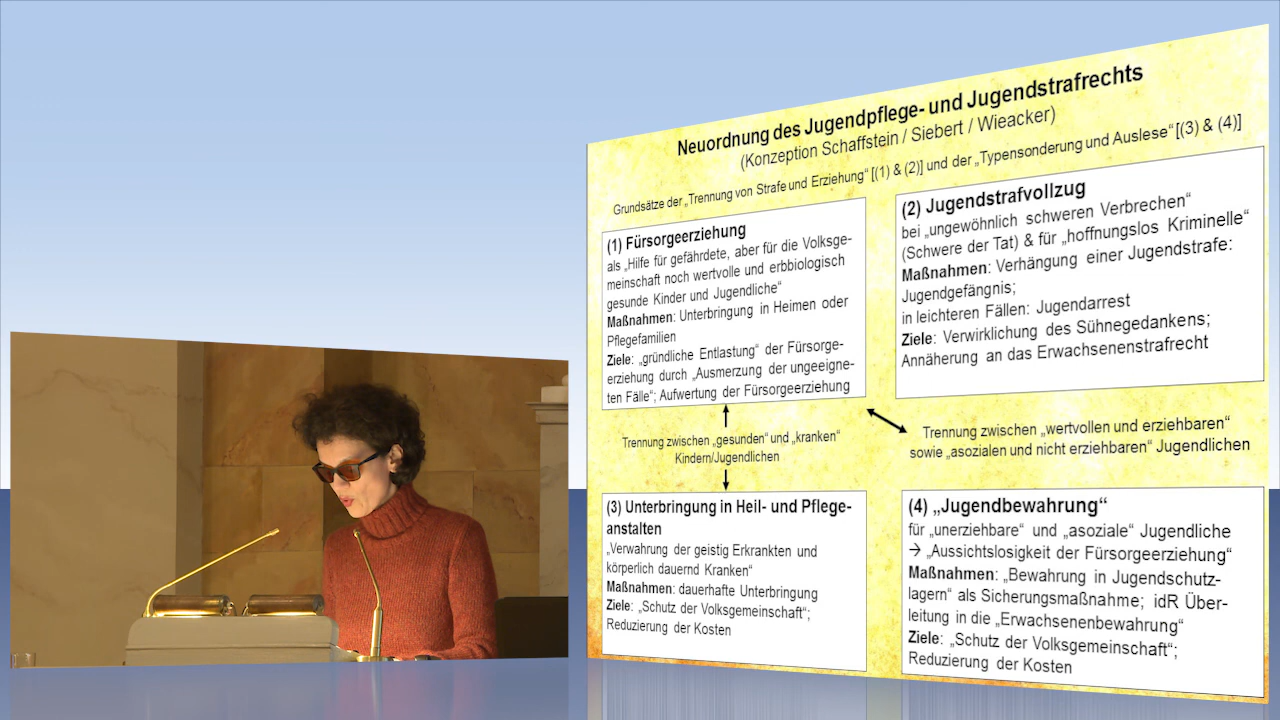 Neuordnung des Jugendpflege- und Jugendstrafrechts
(Konzeption Schaffstein / Siebert / Wieacker)
Grundsätze der „Trennung von Strafe und Erziehung“ [(1) & (2)] und der „Typensonderung und Auslese“ [(3) & (4)]
(1) Fürsorgeerziehung
als „Hilfe für gefährdete, aber für die Volksge-
meinschaft noch wertvolle und erbbiologisch
gesunde Kinder und Jugendliche“
Maßnahmen: Unterbringung in Heimen oder
Pflegefamilien
Ziele: „gründliche Entlastung“ der Fürsorge-
erziehung durch „Ausmerzung der ungeeigne-
ten Fälle“; Aufwertung der Fürsorgeerziehung
(2) Jugendstrafvollzug
bei „ungewöhnlich schweren Verbrechen“
(Schwere der Tat) & für „hoffnungslos Kriminelle“
Maßnahmen: Verhängung einer Jugendstrafe:
Jugendgefängnis;
in leichteren Fällen: Jugendarrest
Ziele: Verwirklichung des Sühnegedankens;
Annäherung an das Erwachsenenstrafrecht
Trennung zwischen „gesunden“ und „kranken“
Kindern/Jugendlichen
Trennung zwischen „wertvollen und erziehbaren“
sowie „asozialen und nicht erziehbaren“ Jugendlichen
(3) Unterbringung in Heil- und Pflege-
anstalten
„Verwahrung der geistig Erkrankten und
körperlich dauernd Kranken“
Maßnahmen: dauerhafte Unterbringung
Ziele: „Schutz der Volksgemeinschaft“;
Reduzierung der Kosten
(4) „Jugendbewahrung“
für „unerziehbare“ und „asoziale“ Jugendliche
→ „Aussichtslosigkeit der Fürsorgeerziehung“
Maßnahmen: „Bewahrung in Jugendschutz-
lagern“ als Sicherungsmaßnahme; idR Über-
leitung in die „Erwachsenenbewahrung“
Ziele: „Schutz der Volksgemeinschaft“;
Reduzierung der Kosten